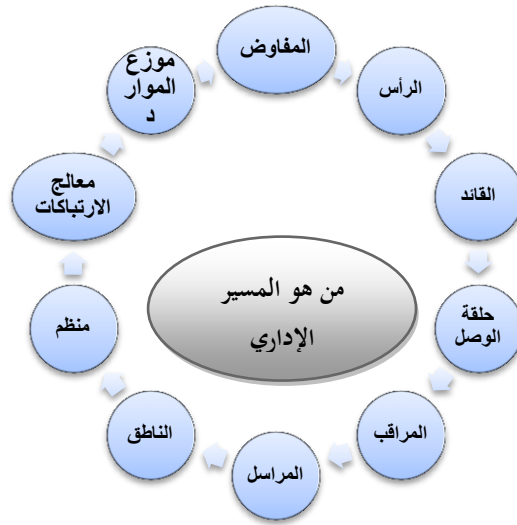 المفاوض
الرأس
القائد
حلقة
الوصل
المراقب
المراسل
الناطق
منظم
معالج
الارتباكات
موزع
الموار
د
من هو المسير
الإداري